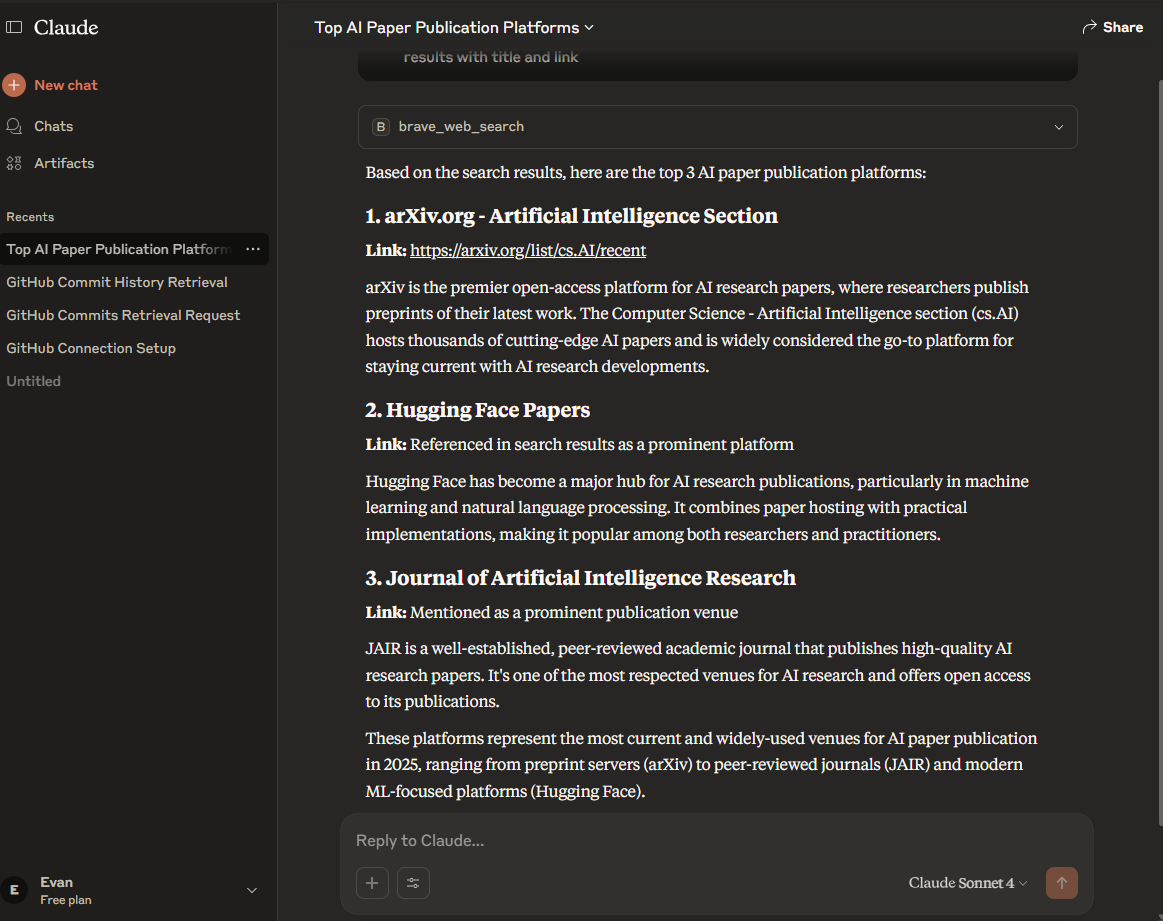 Claude
New chat
Chats
Artifacts
Recents
Top AI Paper Publication Platform
GitHub Commit History Retrieval
GitHub Commits Retrieval Request
GitHub Connection Setup
Untitled
E
Evan
Free plan
Top AI Paper Publication Platforms
Share
results with title and link
B brave_web_search
Based on the search results, here are the top 3 AI paper publication platforms:
1. arXiv.org - Artificial Intelligence Section
Link: https://arxiv.org/list/cs.AI/recent
arXiv is the premier open-access platform for AI research papers, where researchers publish
preprints of their latest work. The Computer Science - Artificial Intelligence section (cs.AI)
hosts thousands of cutting-edge AI papers and is widely considered the go-to platform for
staying current with AI research developments.
2. Hugging Face Papers
Link: Referenced in search results as a prominent platform
Hugging Face has become a major hub for AI research publications, particularly in machine
learning and natural language processing. It combines paper hosting with practical
implementations, making it popular among both researchers and practitioners.
3. Journal of Artificial Intelligence Research
Link: Mentioned as a prominent publication venue
JAIR is a well-established, peer-reviewed academic journal that publishes high-quality AI
research papers. It's one of the most respected venues for AI research and offers open access
to its publications.
These platforms represent the most current and widely-used venues for AI paper publication
in 2025, ranging from preprint servers (arXiv) to peer-reviewed journals (JAIR) and modern
ML-focused platforms (Hugging Face).
Reply to Claude...
Claude Sonnet 4